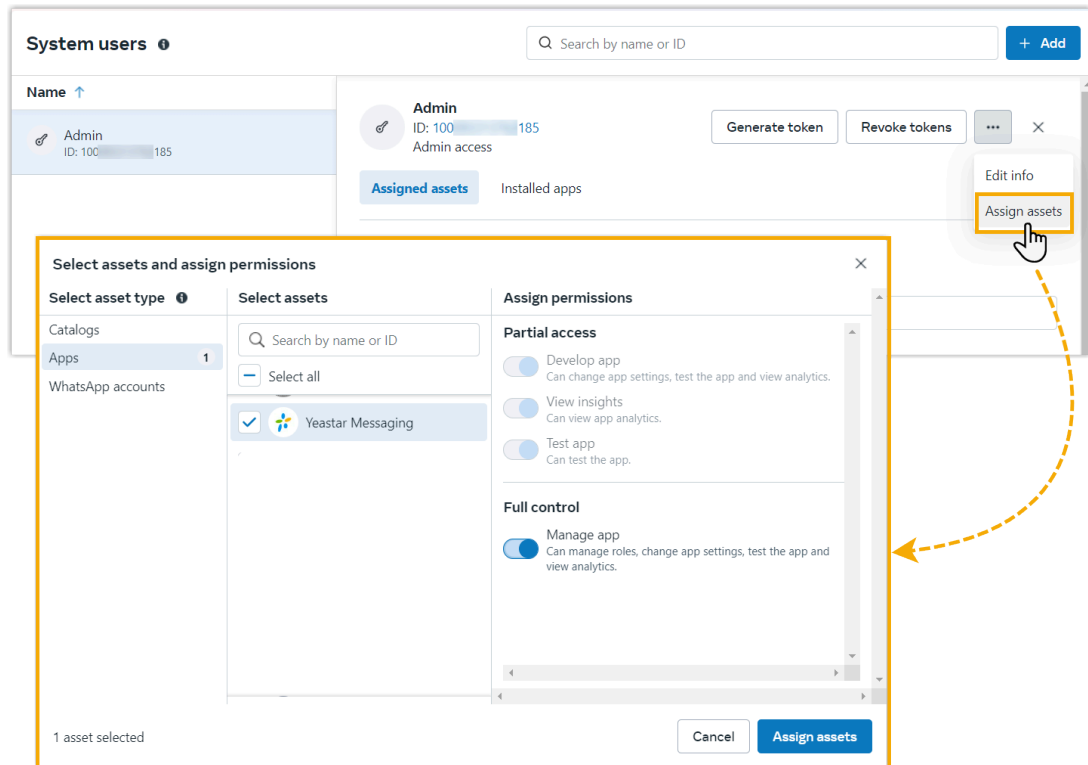 System users
Search by name or ID
+ Add
Name ↑
Admin
ID: 100 185
Admin
ID: 100 185
Admin access
Generate token
Revoke tokens
...
Edit info
Assign assets
Assigned assets
Installed apps
Select assets and assign permissions
Select asset type
Catalogs
Apps 1
WhatsApp accounts
Select assets
Search by name or ID
Select all
Yeastar Messaging
Assign permissions
Partial access
Develop app
Can change app settings, test the app and view analytics.
View insights
Can view app analytics.
Test app
Can test the app.
Full control
Manage app
Can manage roles, change app settings, test the app and
view analytics.
1 asset selected
Cancel
Assign assets